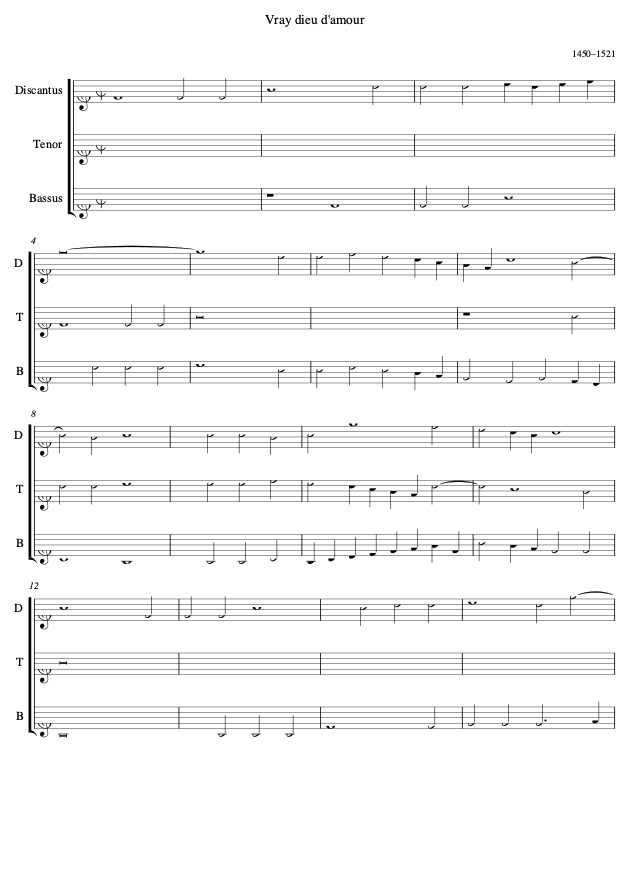 Vray dieu d'amour
1450–1521
Discantus
Tenor
Bassus
4
D
T
B
8
D
T
B
12
D
T
B